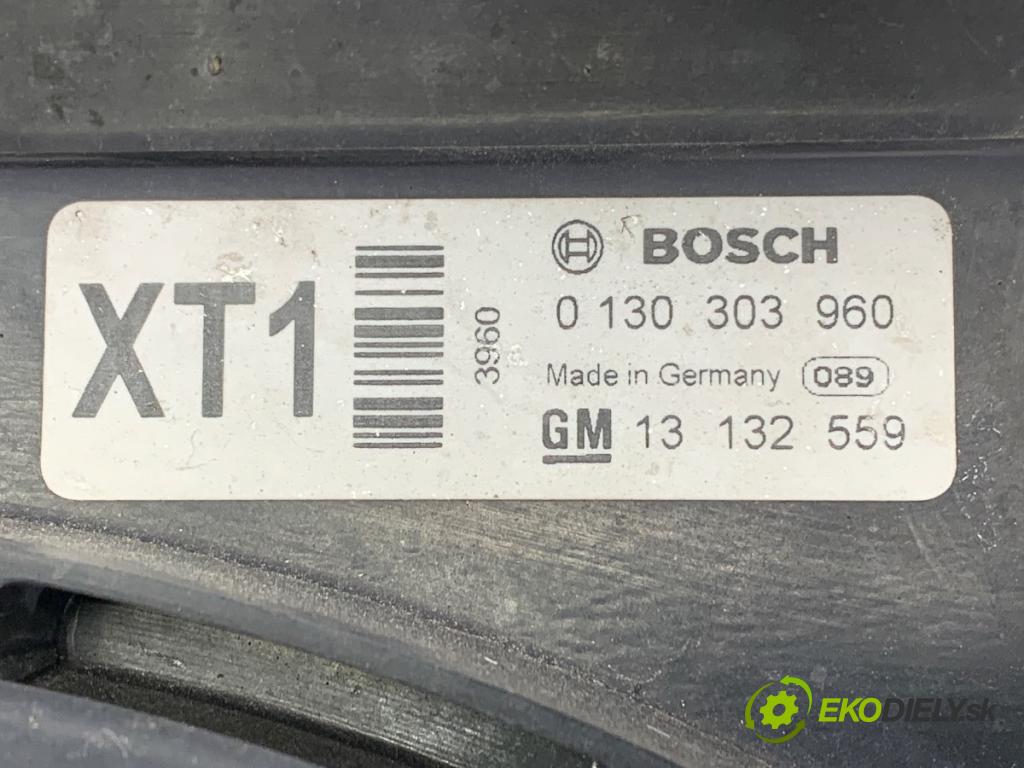 XT1
3960
BOSCH
0 130 303 960
Made in Germany 089
GM 13 132 559
EKODIELY.sk